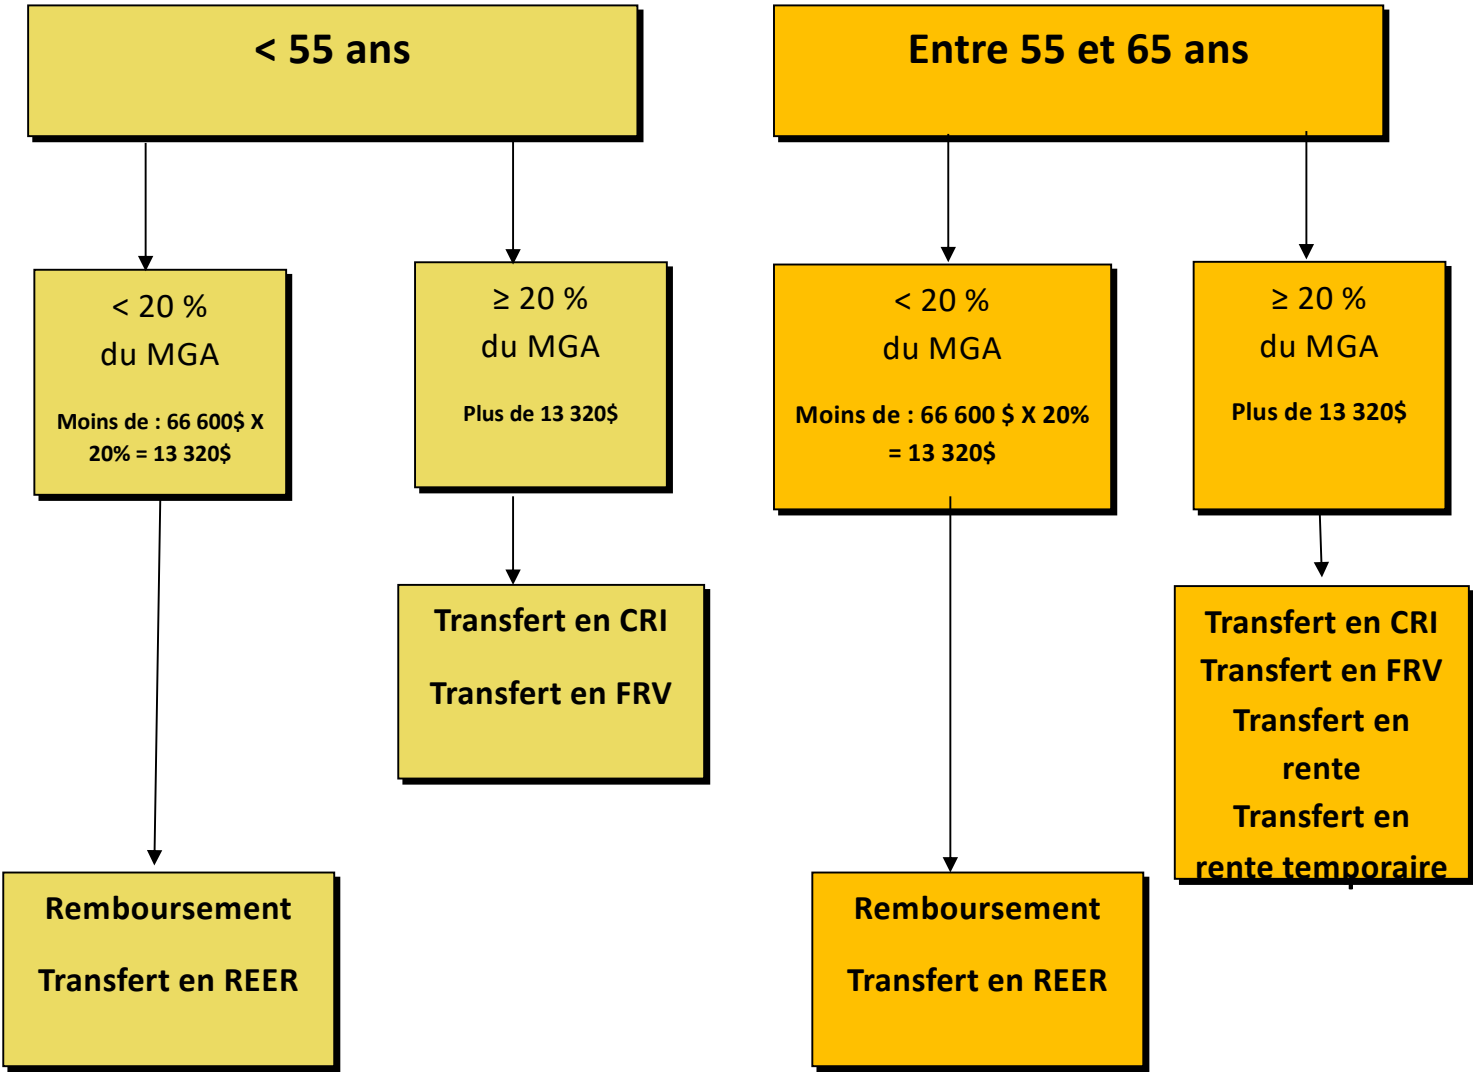 < 55 ans
Entre 55 et 65 ans
< 20 %
du MGA
Moins de : 66 600$ X
20% = 13 320$
≥ 20 %
du MGA
Plus de 13 320$
< 20 %
du MGA
Moins de : 66 600 $ X 20%
= 13 320$
≥ 20 %
du MGA
Plus de 13 320$
Transfert en CRI
Transfert en FRV
Transfert en CRI
Transfert en FRV
Transfert en
rente
Transfert en
rente temporaire
Remboursement
Transfert en REER
Remboursement
Transfert en REER